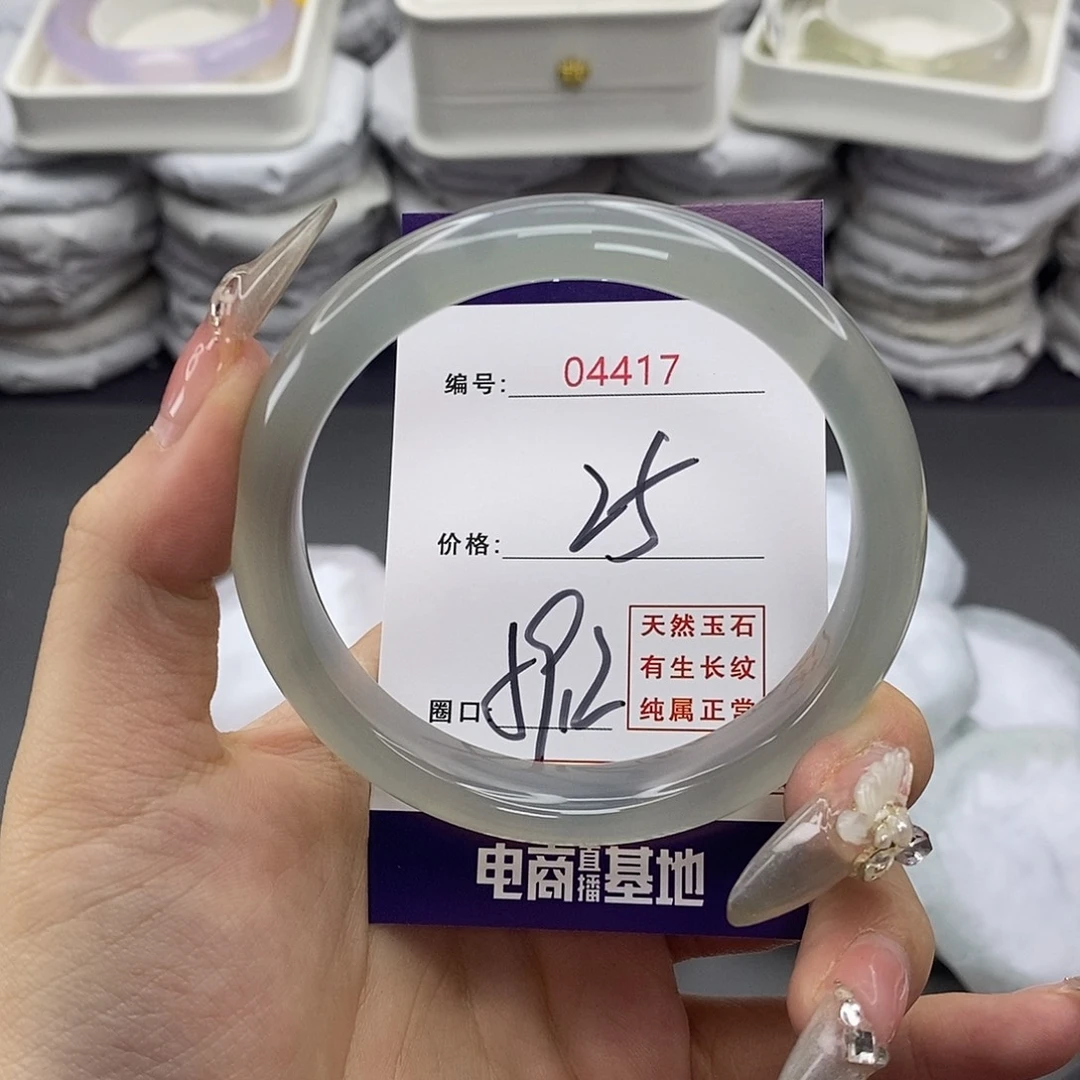 编号: 04417
价格: 25
圈口:
天然玉石
有生长纹
纯属正常
电商直播基地